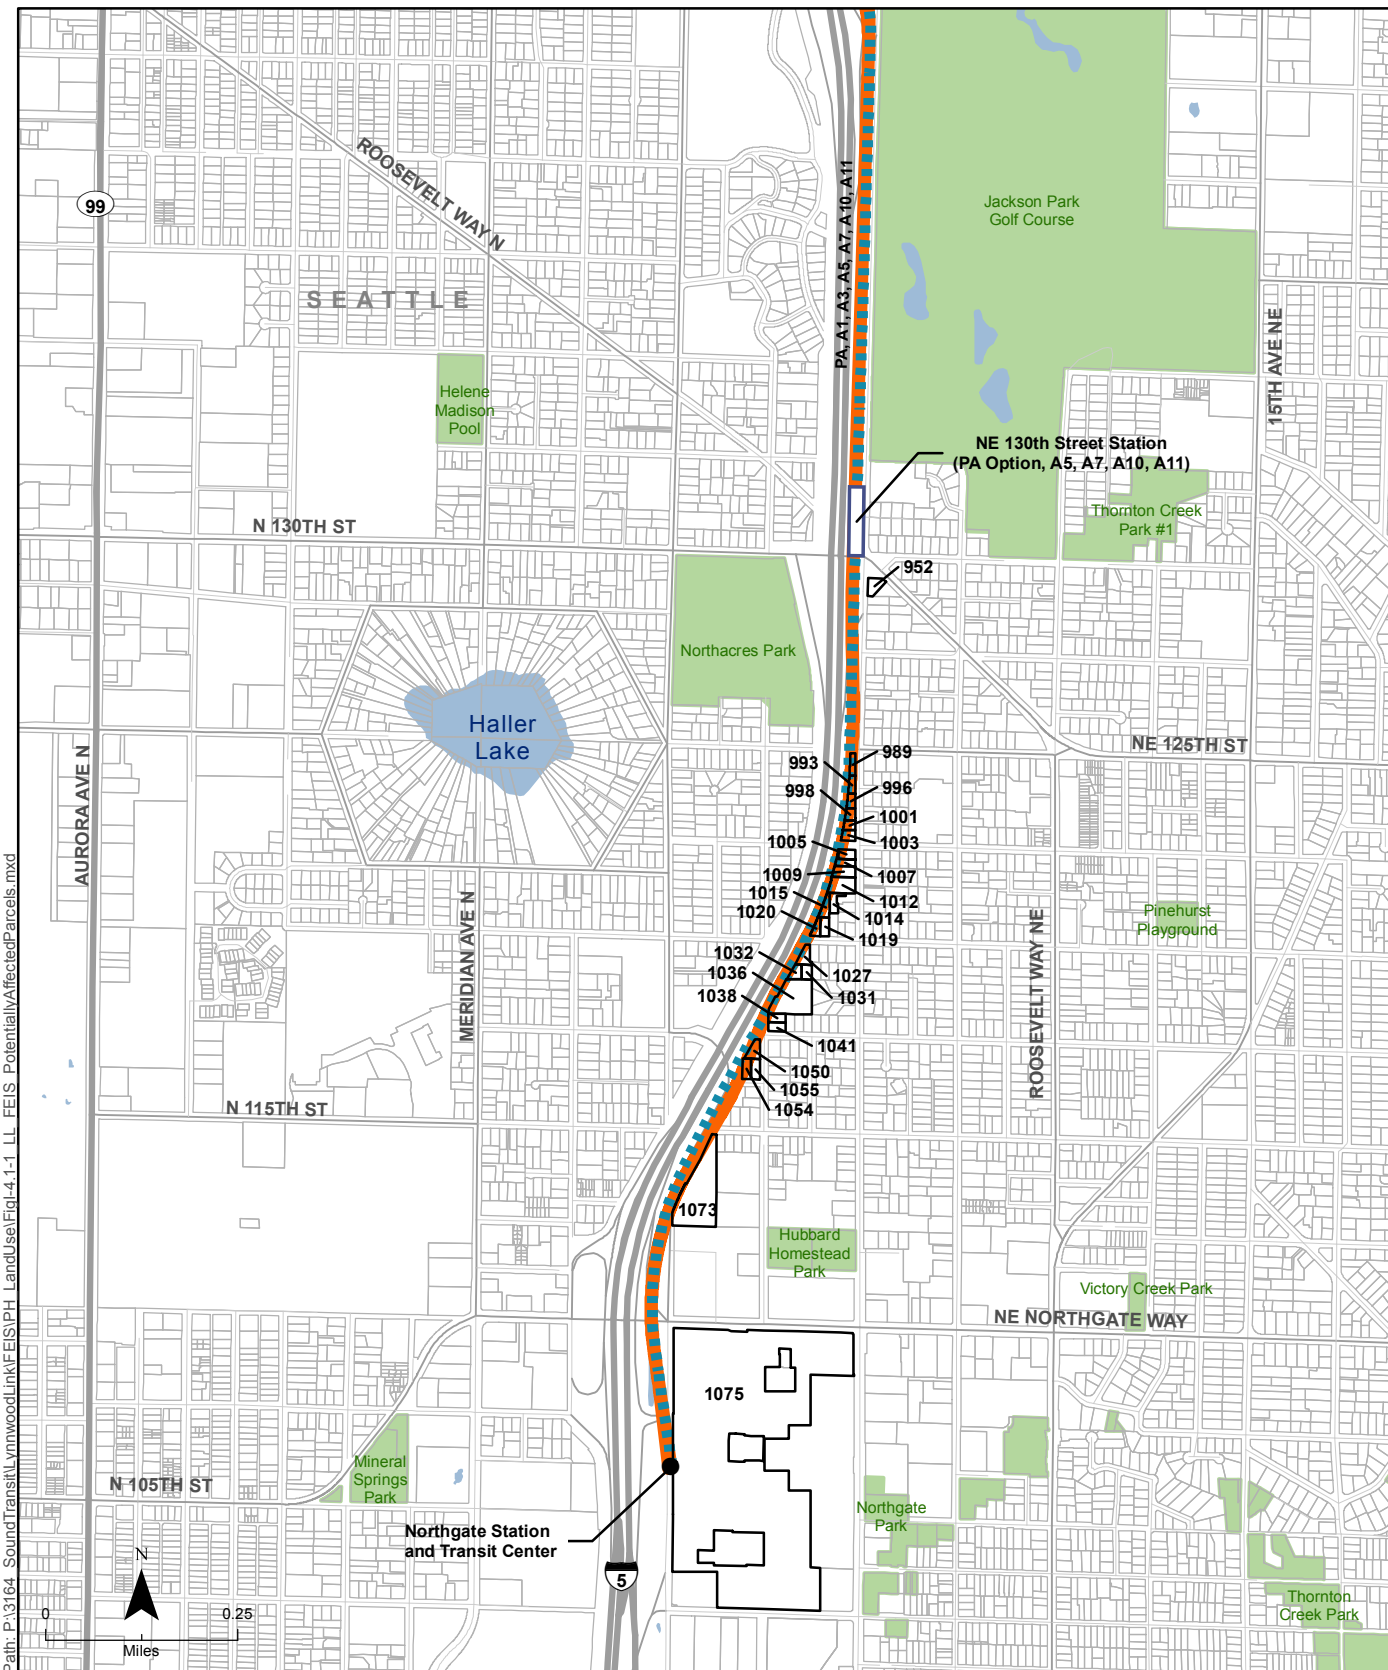 ROOSEVELT WAY N
99
SEATTLE
PA, A1, A3, A5, A7, A10, A11
Jackson Park
Golf Course
15TH AVE NE
Helene
Madison
Pool
NE 130th Street Station
(PA Option, A5, A7, A10, A11)
Thornton Creek
Park #1
N 130TH ST
952
Northacres Park
Haller
Lake
NE 125TH ST
AURORA AVE N
989
993
998
996
1001
1005
1003
1009
1007
1015
1012
1020
1014
1019
Pinehurst
Playground
MERIDIAN AVE N
ROOSEVELT WAY NE
1032
1027
1036
1031
1038
1041
1050
1055
1054
N 115TH ST
1073
Hubbard
Homestead
Park
Victory Creek Park
NE NORTHGATE WAY
1075
Mineral
Springs
Park
N 105TH ST
Northgate
Park
Northgate Station
and Transit Center
5
Thornton
Creek Park
N
0
0.25
Miles
Path: P:\3164_SoundTransit\LynnwoodLink\FEIS\PH_LandUse\FigI-4.1-1_LL_FEIS_PotentiallyAffectedParcels.mxd